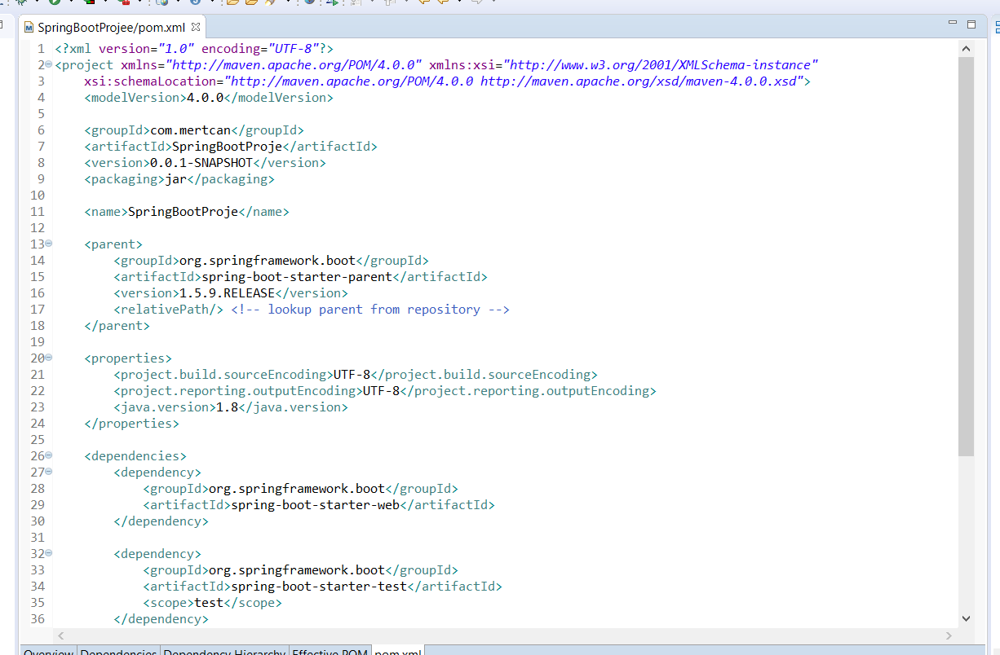 SpringBootProjee/pom.xml
1 <?xml version="1.0" encoding="UTF-8"?>
2 <project xmlns="http://maven.apache.org/POM/4.0.0" xmlns:xsi="http://www.w3.org/2001/XMLSchema-instance"
3 xsi:schemaLocation="http://maven.apache.org/POM/4.0.0 http://maven.apache.org/xsd/maven-4.0.0.xsd">
4 <modelVersion>4.0.0</modelVersion>
5
6 <groupId>com.mertcan</groupId>
7 <artifactId>SpringBootProje</artifactId>
8 <version>0.0.1-SNAPSHOT</version>
9 <packaging>jar</packaging>
10
11 <name>SpringBootProje</name>
12
13 <parent>
14 <groupId>org.springframework.boot</groupId>
15 <artifactId>spring-boot-starter-parent</artifactId>
16 <version>1.5.9.RELEASE</version>
17 <relativePath/> <!-- lookup parent from repository -->
18 </parent>
19
20 <properties>
21 <project.build.sourceEncoding>UTF-8</project.build.sourceEncoding>
22 <project.reporting.outputEncoding>UTF-8</project.reporting.outputEncoding>
23 <java.version>1.8</java.version>
24 </properties>
25
26 <dependencies>
27 <dependency>
28 <groupId>org.springframework.boot</groupId>
29 <artifactId>spring-boot-starter-web</artifactId>
30 </dependency>
31
32 <dependency>
33 <groupId>org.springframework.boot</groupId>
34 <artifactId>spring-boot-starter-test</artifactId>
35 <scope>test</scope>
36 </dependency>
Overview Dependencies Dependency Hierarchy Effective POM pom.xml